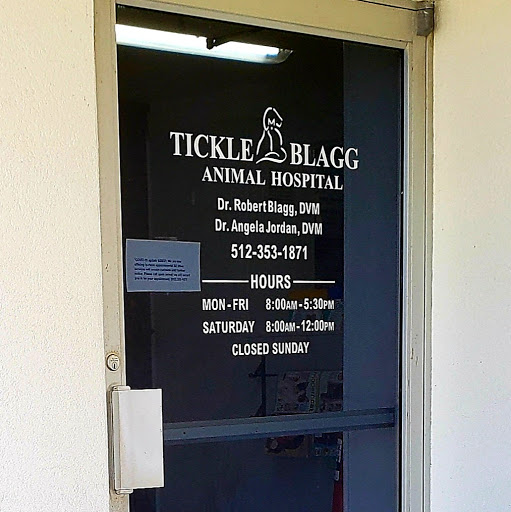 TICKLE BLAGG
ANIMAL HOSPITAL
Dr. Robert Blagg, DVM
Dr. Angela Jordan, DVM
512-353-1871
HOURS
MON-FRI 8:00AM-5:30PM
SATURDAY 8:00AM-12:00PM
CLOSED SUNDAY